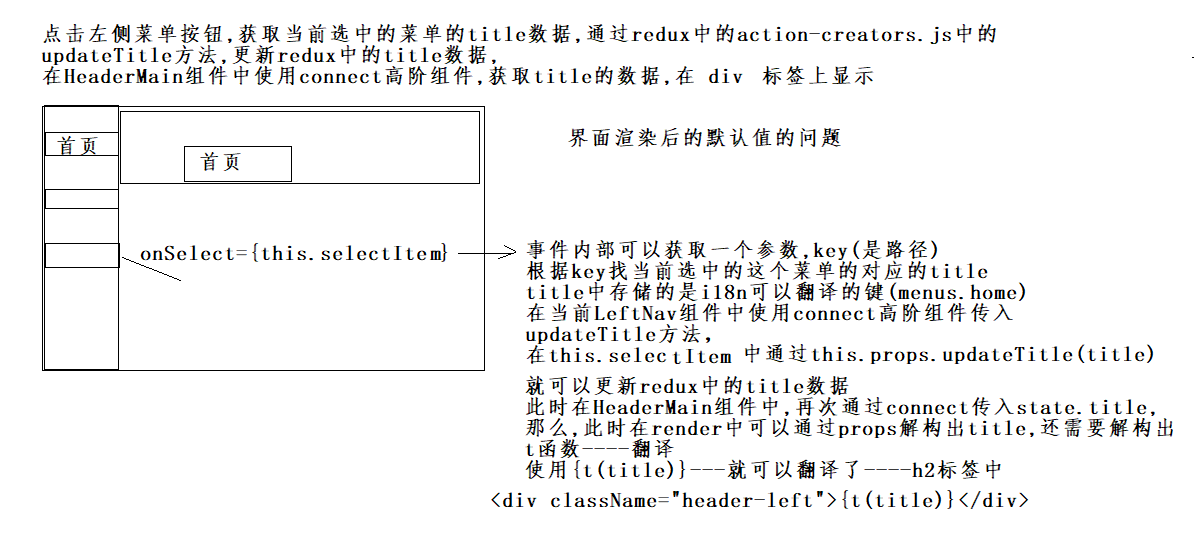 点击左侧菜单按钮,获取当前选中的菜单的title数据,通过redux中的action-creators.js中的
updateTitle方法,更新redux中的title数据,
在HeaderMain组件中使用connect高阶组件,获取title的数据,在 div 标签上显示
首页
首页
界面渲染后的默认值的问题
onSelect={this.selectItem}
事件内部可以获取一个参数,key(是路径)
根据key找当前选中的这个菜单的对应的title
title中存储的是i18n可以翻译的键(menus.home)
在当前LeftNav组件中使用connect高阶组件传入
updateTitle方法,
在this.selectItem 中通过this.props.updateTitle(title)
就可以更新redux中的title数据
此时在HeaderMain组件中,再次通过connect传入state.title,
那么,此时在render中可以通过props解构出title,还需要解构出
t函数----翻译
使用{t(title)}---就可以翻译了----h2标签中
<div className="header-left">{t(title)}</div>